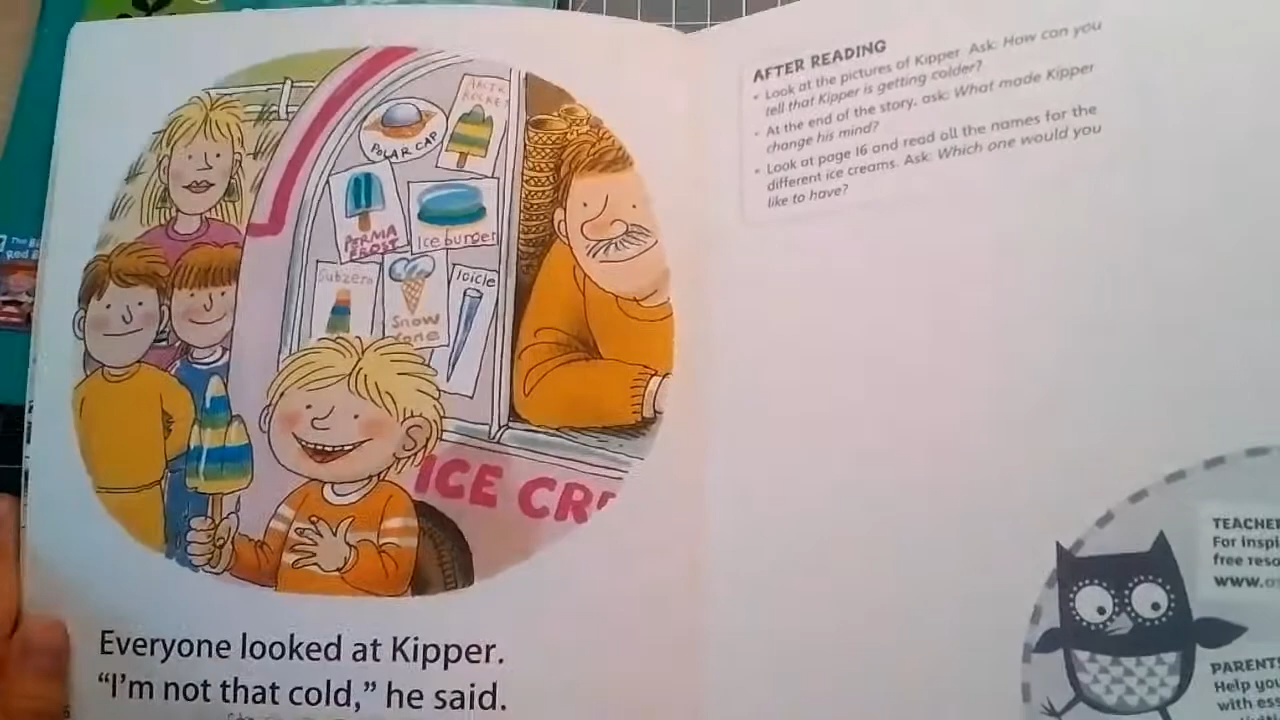 POLAR CAP
ARCTIC
ROCKET
PERMA
FROST
Ice burger
Subzero
Snow
Icicle
ICE CR
Everyone looked at Kipper.
“I’m not that cold,” he said.
AFTER READING
• Look at the pictures of Kipper. Ask: How can you
tell that Kipper is getting colder?
• At the end of the story, ask: What made Kipper
change his mind?
• Look at page 16 and read all the names for the
different ice creams. Ask: Which one would you
like to have?
TEACHE
For inspi
free reso
www.
PARENT
Help you
with es